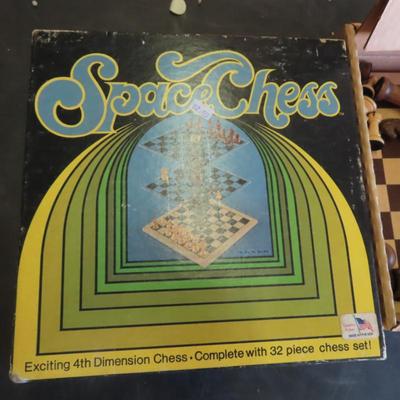 Space Chess
Exciting 4th Dimension Chess • Complete with 32 piece chess set!